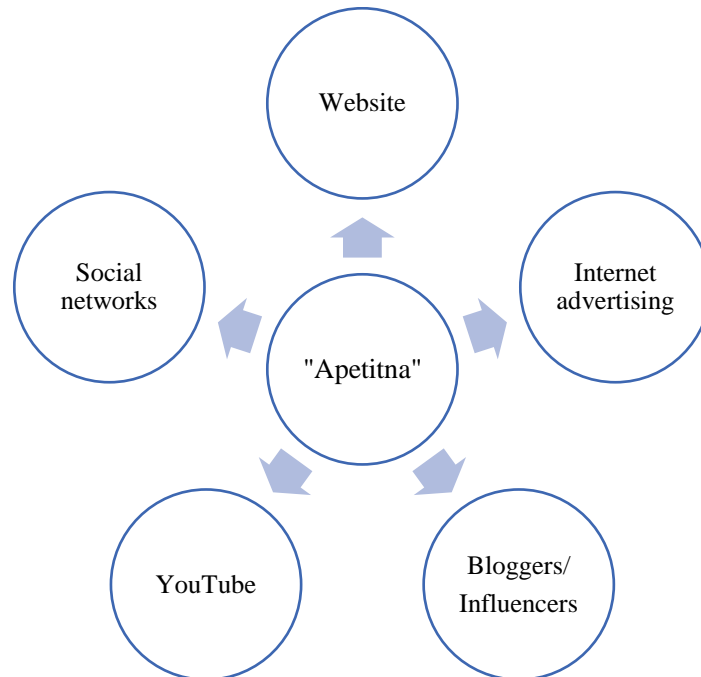 Website
Social
networks
Internet
advertising
"Apetitna"
YouTube
Bloggers/
Influencers